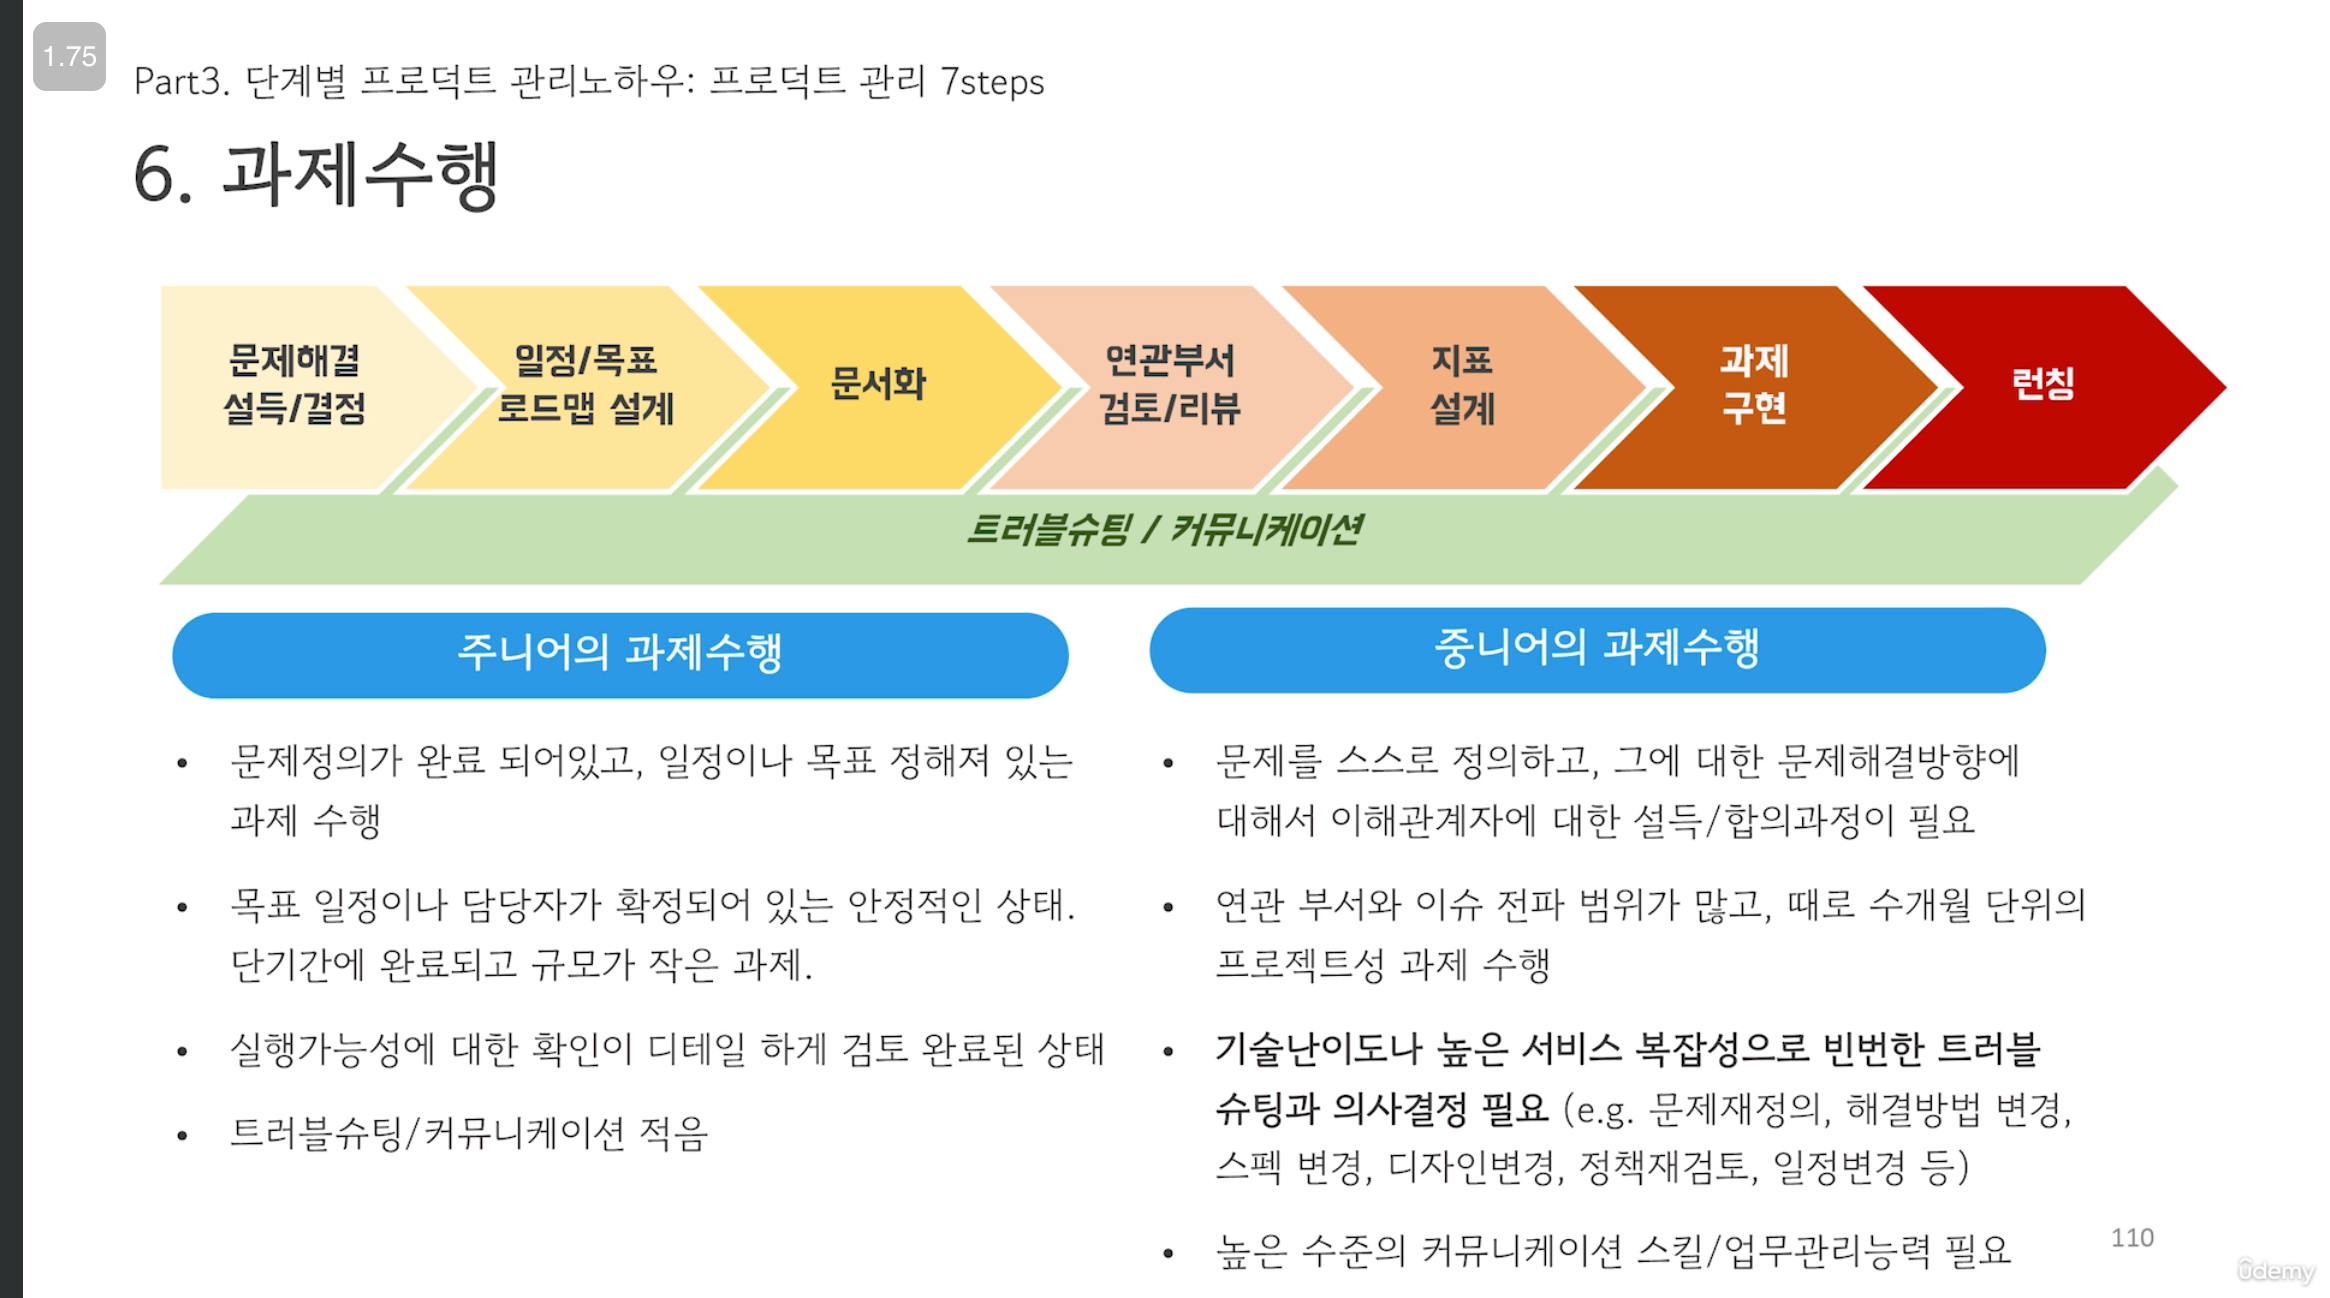 1.75
Part3. 단계별 프로덕트 관리노하우: 프로덕트 관리 7steps
6. 과제수행
문제해결
설득/결정
일정/목표
로드맵 설계
문서화
연관부서
검토/리뷰
지표
설계
과제
구현
런칭
트러블슈팅 / 커뮤니케이션
주니어의 과제수행
• 문제정의가 완료 되어있고, 일정이나 목표 정해져 있는
과제 수행
• 목표 일정이나 담당자가 확정되어 있는 안정적인 상태.
단기간에 완료되고 규모가 작은 과제.
• 실행가능성에 대한 확인이 디테일 하게 검토 완료된 상태
• 트러블슈팅/커뮤니케이션 적음
중니어의 과제수행
• 문제를 스스로 정의하고, 그에 대한 문제해결방향에
대해서 이해관계자에 대한 설득/합의과정이 필요
• 연관 부서와 이슈 전파 범위가 많고, 때로 수개월 단위의
프로젝트성 과제 수행
• 기술난이도나 높은 서비스 복잡성으로 빈번한 트러블
슈팅과 의사결정 필요 (e.g. 문제재정의, 해결방법 변경,
스펙 변경, 디자인변경, 정책재검토, 일정변경 등)
• 높은 수준의 커뮤니케이션 스킬/업무관리능력 필요
110
ûdemy